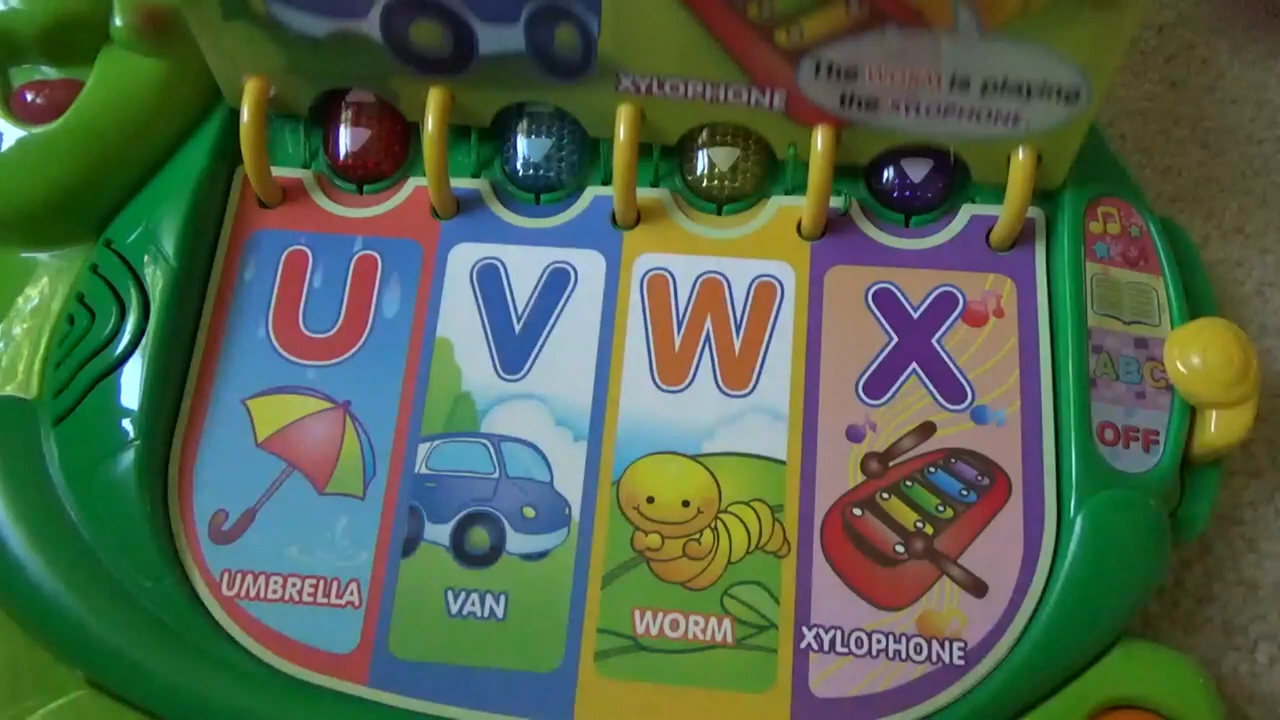 XYLOPHONE
The WORM is playing
the XYLOPHONE.
U
V
W
X
UMBRELLA
VAN
WORM
XYLOPHONE
ABC
OFF